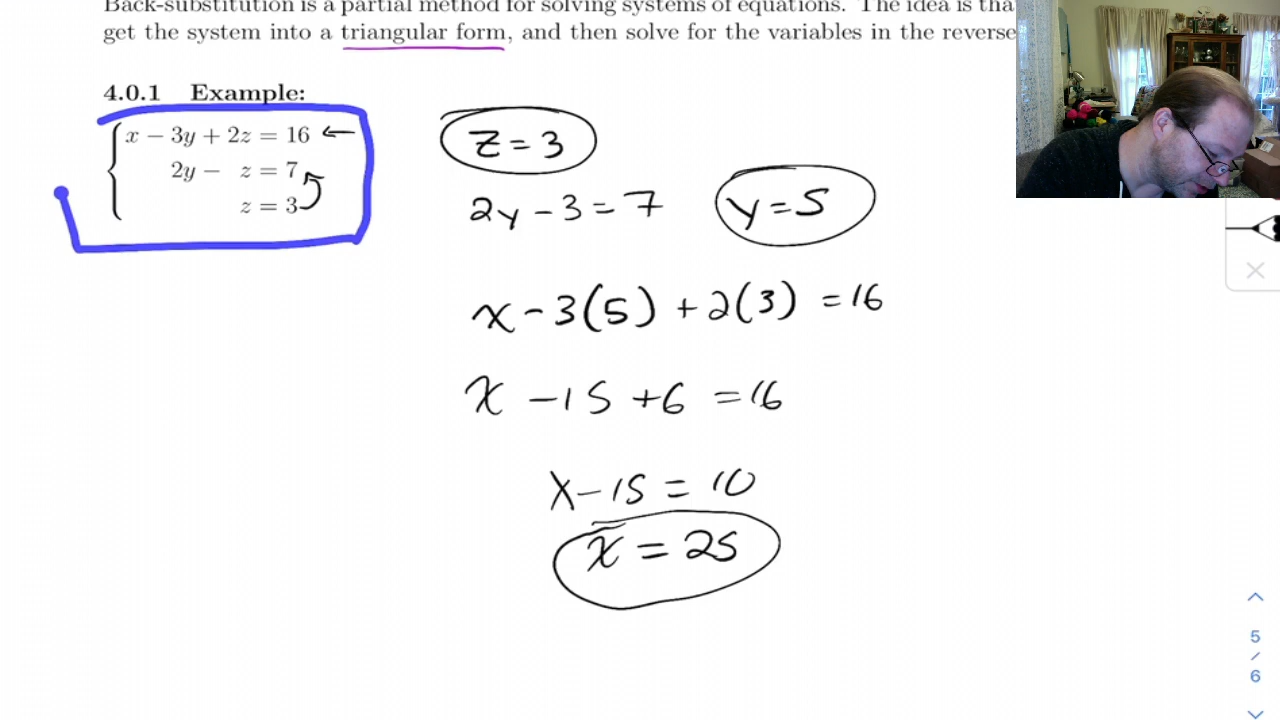 Back-substitution is a partial method for solving systems of equations. The idea is tha
get the system into a triangular form, and then solve for the variables in the reverse
4.0.1 Example:
x − 3y + 2z = 16
2y − z = 7
z = 3
z = 3
2y − 3 = 7
y = 5
x − 3(5) + 2(3) = 16
x − 15 + 6 = 16
x − 15 = 10
x = 25
5
/
6